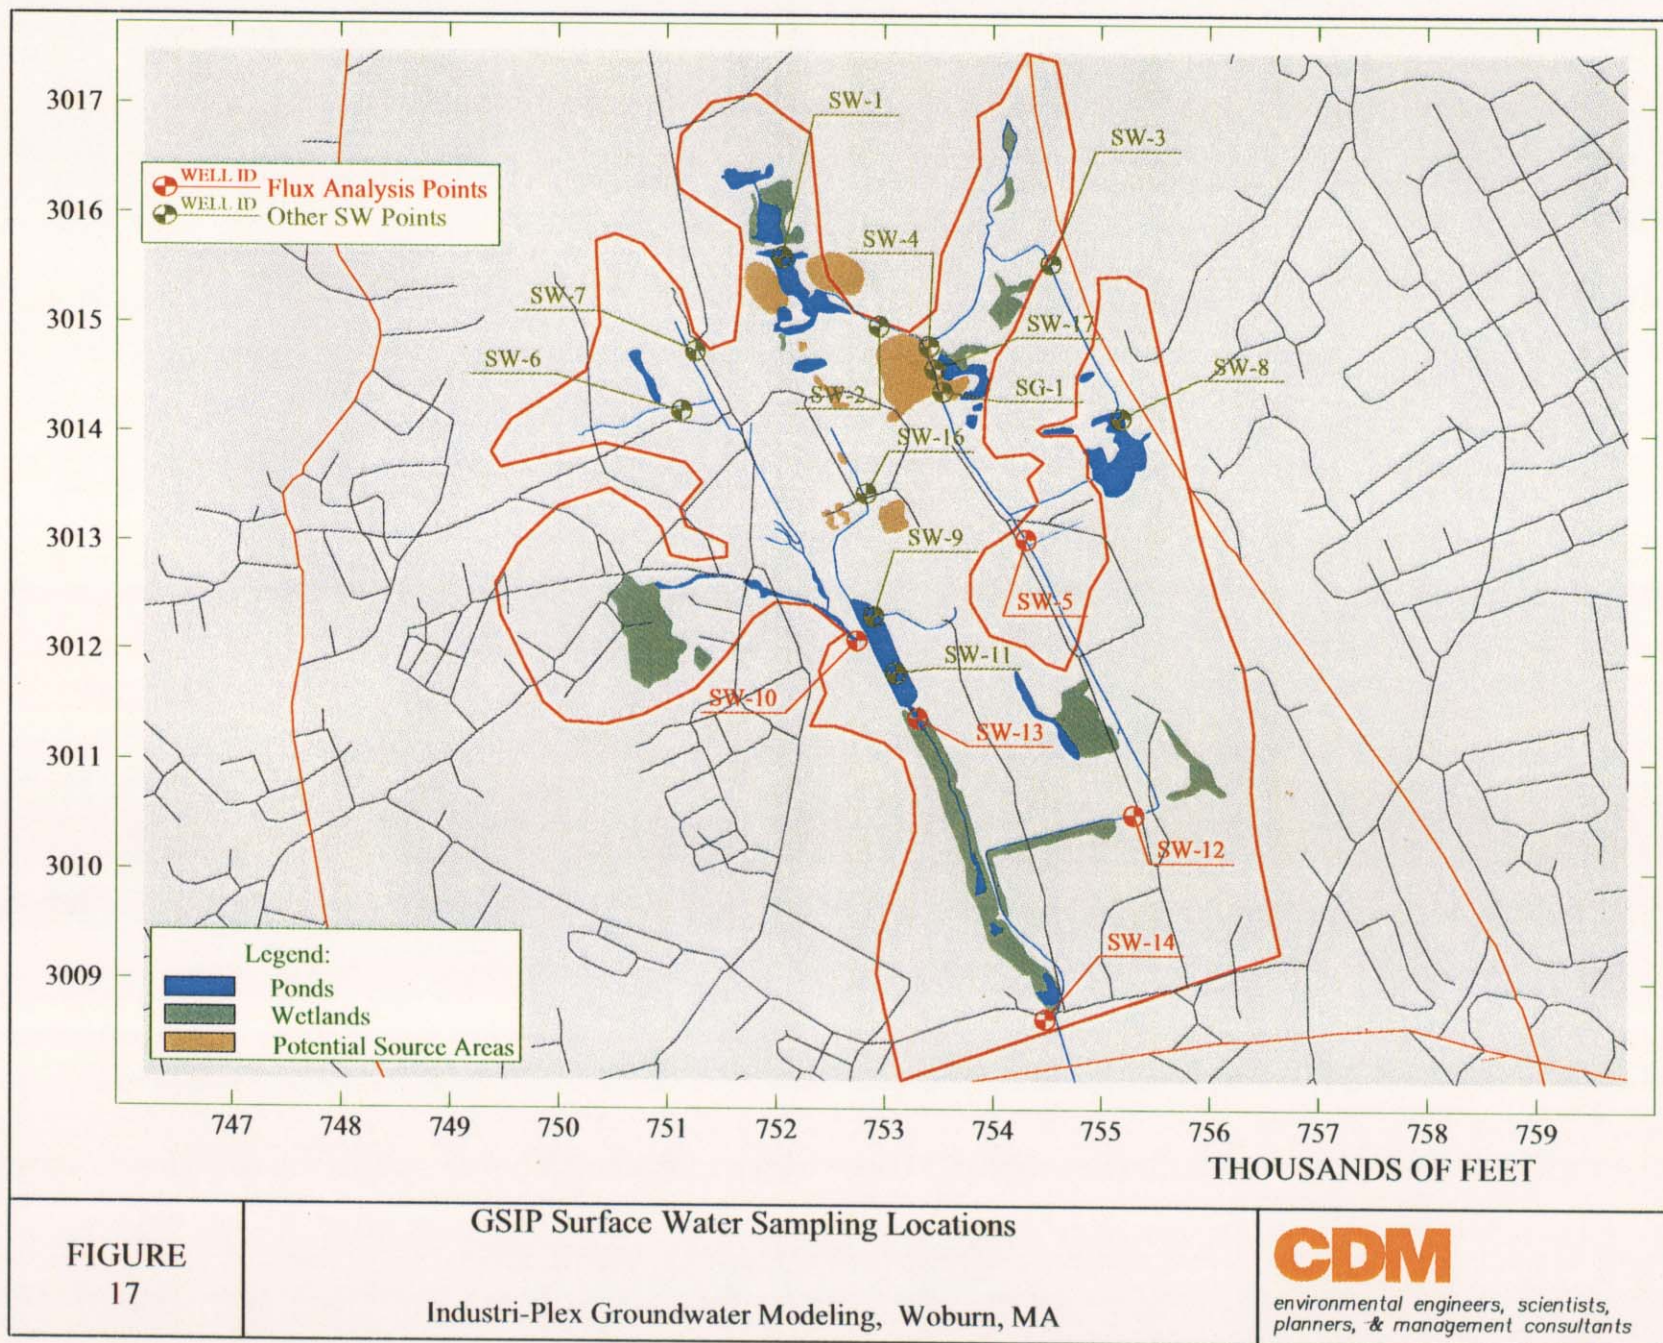 3017
3016
3015
3014
3013
3012
3011
3010
3009
WELL ID Flux Analysis Points
WELL ID Other SW Points
SW-1
SW-3
SW-4
SW-7
SW-17
SW-6
SW-8
SW-2
SG-1
SW-16
SW-9
SW-5
SW-11
SW-10
SW-13
SW-12
SW-14
Legend:
Ponds
Wetlands
Potential Source Areas
747 748 749 750 751 752 753 754 755 756 757 758 759
THOUSANDS OF FEET
FIGURE
17
GSIP Surface Water Sampling Locations
Industri-Plex Groundwater Modeling, Woburn, MA
CDM
environmental engineers, scientists,
planners, & management consultants